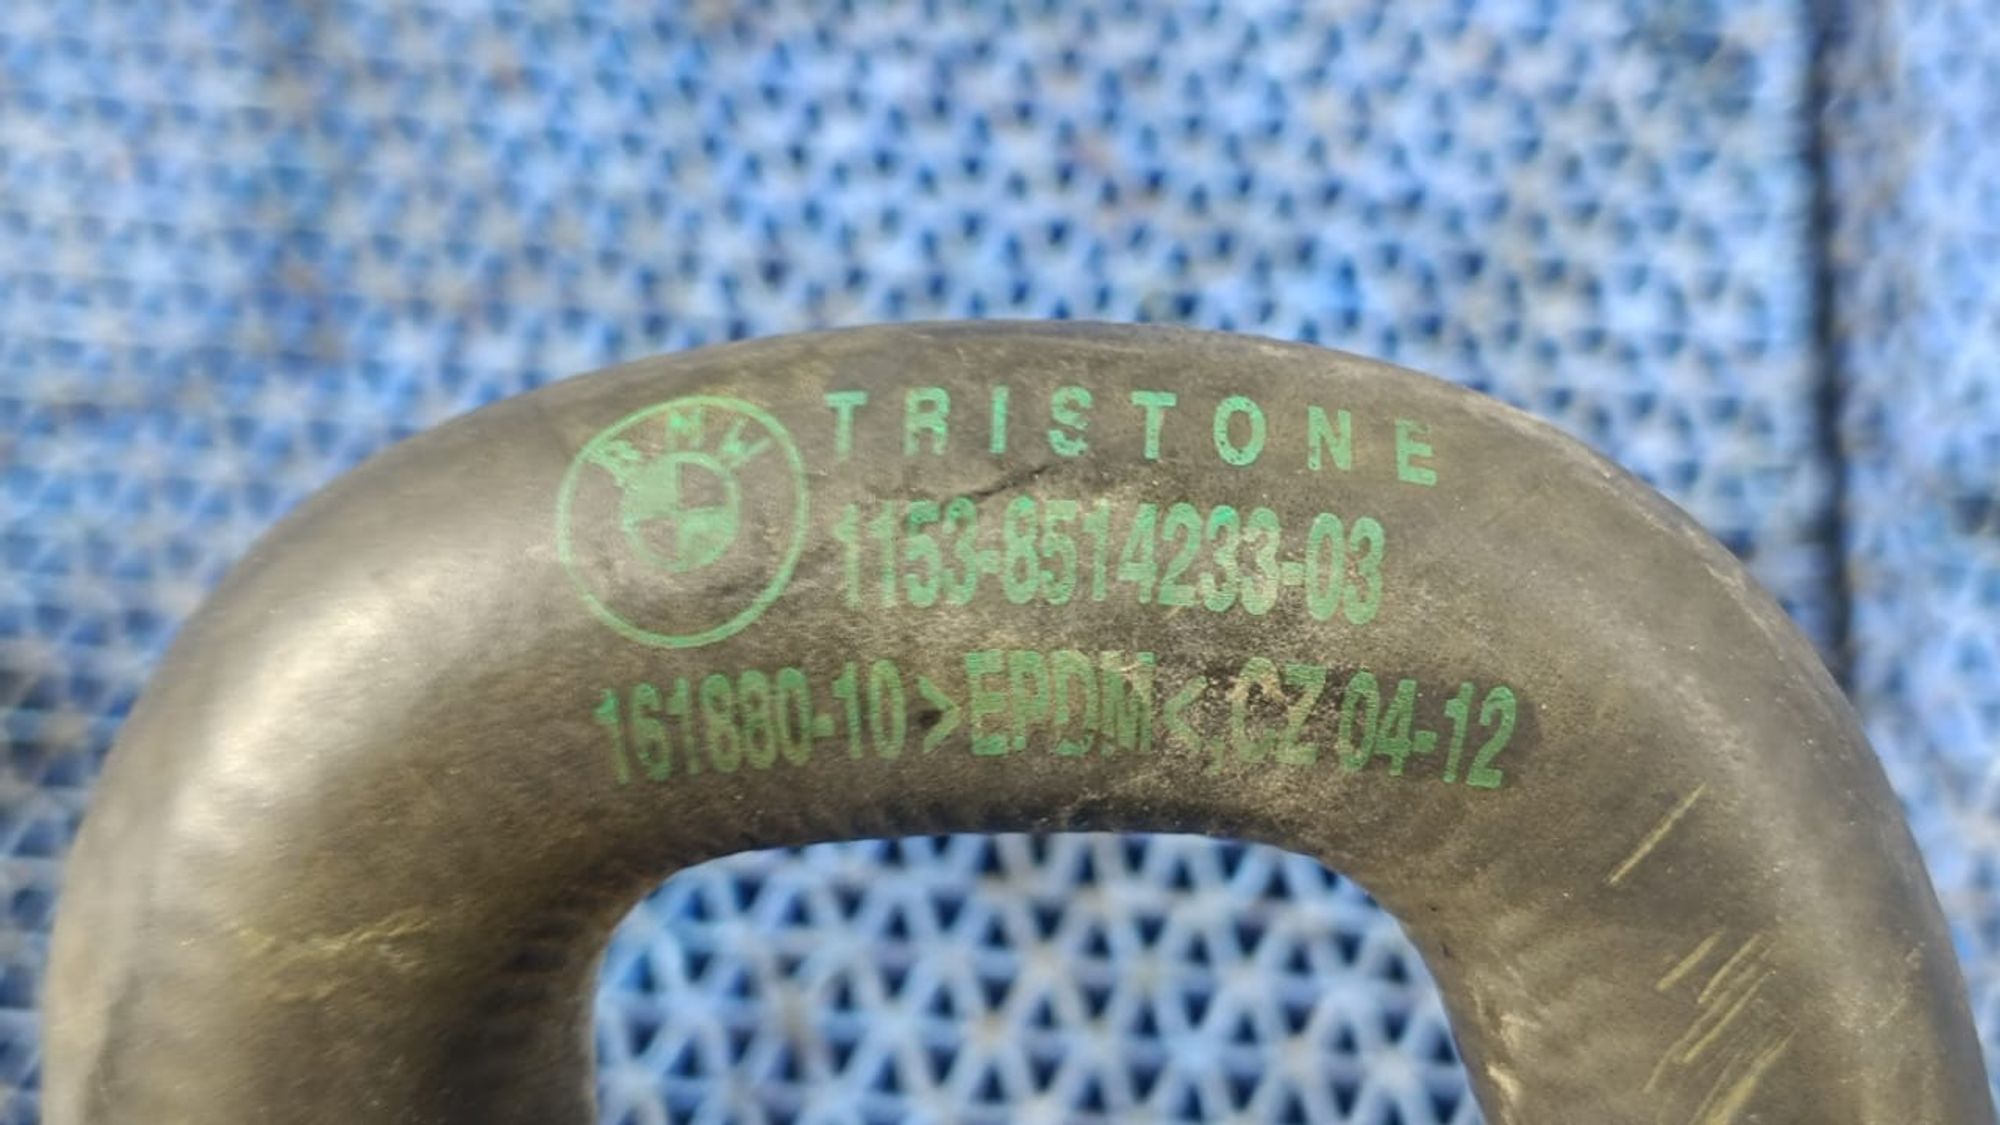 BMW
TRISTONE
1153-8514233-03
161880-10 >EPDM<,CZ 04-12